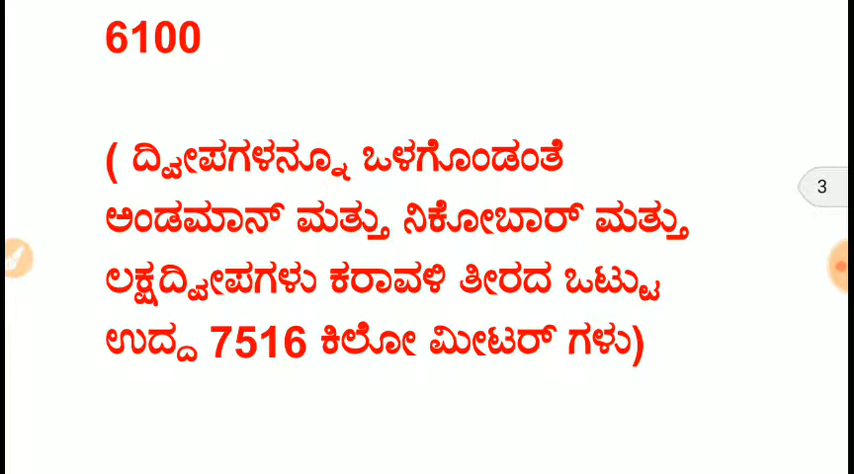 6100
( ದ್ವೀಪಗಳನ್ನೂ ಒಳಗೊಂಡಂತೆ
ಅಂಡಮಾನ್ ಮತ್ತು ನಿಕೋಬಾರ್ ಮತ್ತು
ಲಕ್ಷದ್ವೀಪಗಳು ಕರಾವಳಿ ತೀರದ ಒಟ್ಟು
ಉದ್ದ 7516 ಕಿಲೋ ಮೀಟರ್ ಗಳು)
3